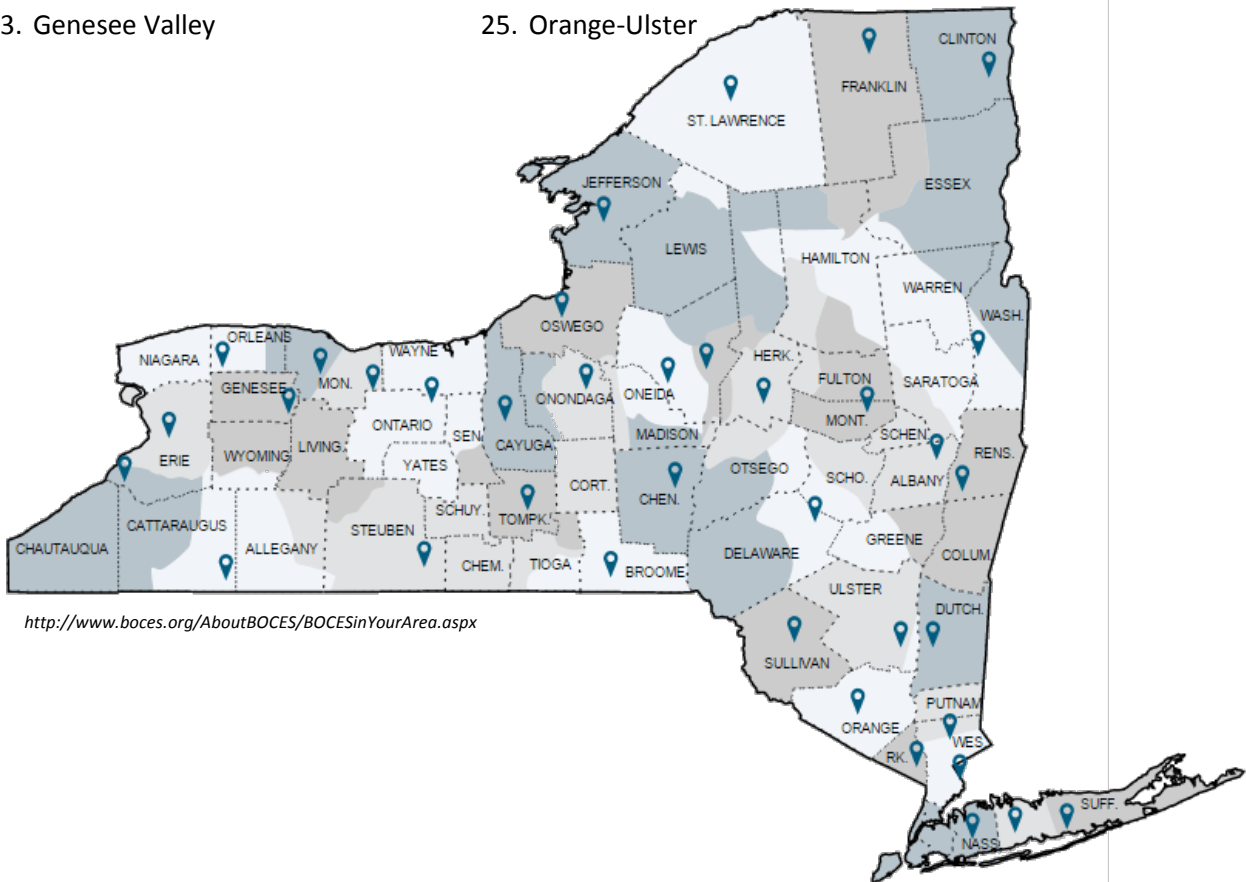 3. Genesee Valley
25. Orange-Ulster
CLINTON
FRANKLIN
ST. LAWRENCE
JEFFERSON
ESSEX
LEWIS
HAMILTON
WARREN
WASH.
OSWEGO
ORLEANS
NIAGARA
WAYNE
HERK.
GENESEE
MON.
FULTON
SARATOGA
ONONDAGA
ONEIDA
ONTARIO
MONT.
SEN.
SCHEN.
CAYUGA
MADISON
LIVING.
WYOMING
ERIE
YATES
OTSEGO
RENS.
SCHO.
ALBANY
CORT.
CHEN.
SCHUY.
TOMPK.
CATTARAUGUS
STEUBEN
GREENE
CHAUTAUQUA
ALLEGANY
DELAWARE
COLUM.
CHEM.
TIOGA
BROOME
ULSTER
DUTCH.
http://www.boces.org/AboutBOCES/BOCESinYourArea.aspx
SULLIVAN
PUTNAM
ORANGE
WES.
RK.
SUFF.
NASS.